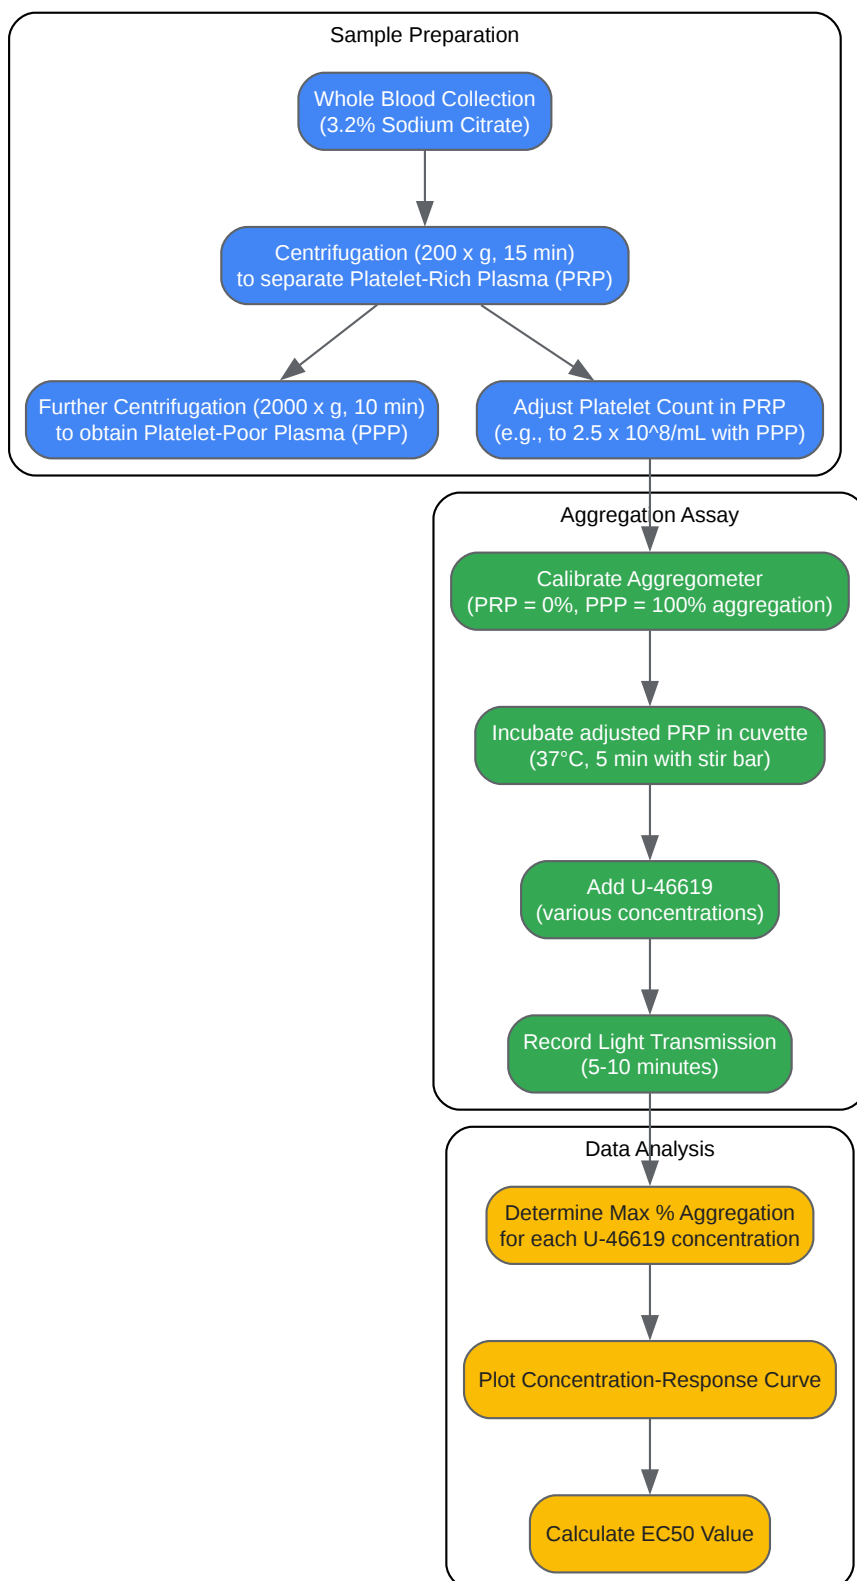 Sample Preparation
Whole Blood Collection
(3.2% Sodium Citrate)
Centrifugation (200 x g, 15 min)
to separate Platelet-Rich Plasma (PRP)
Further Centrifugation (2000 x g, 10 min)
to obtain Platelet-Poor Plasma (PPP)
Adjust Platelet Count in PRP
(e.g., to 2.5 x 10^8/mL with PPP)
Aggregation Assay
Calibrate Aggregometer
(PRP = 0%, PPP = 100% aggregation)
Incubate adjusted PRP in cuvette
(37°C, 5 min with stir bar)
Add U-46619
(various concentrations)
Record Light Transmission
(5-10 minutes)
Data Analysis
Determine Max % Aggregation
for each U-46619 concentration
Plot Concentration-Response Curve
Calculate EC50 Value